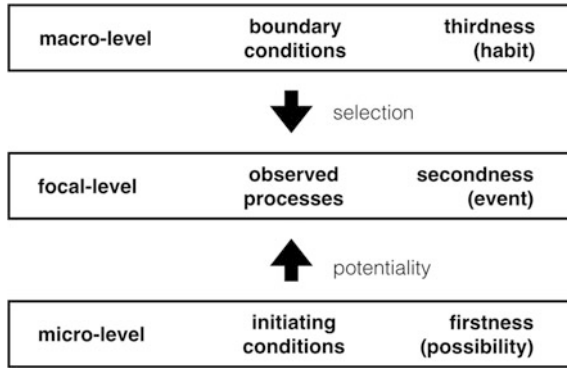 macro-level boundary conditions thirdness (habit)
selection
focal-level observed processes secondness (event)
potentiality
micro-level initiating conditions firstness (possibility)